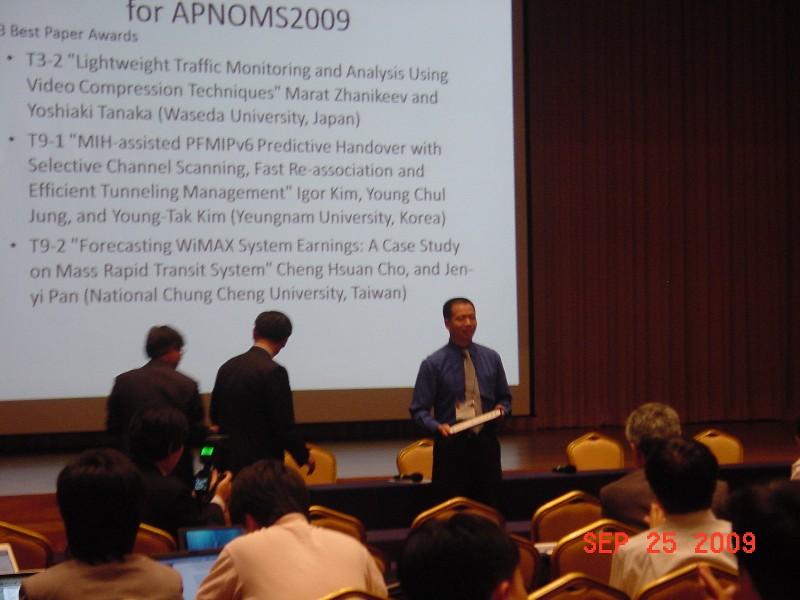 for APNOMS2009
3 Best Paper Awards
• T3-2 "Lightweight Traffic Monitoring and Analysis Using
Video Compression Techniques" Marat Zhanikeev and
Yoshiaki Tanaka (Waseda University, Japan)
• T9-1 "MIH-assisted PFMIPv6 Predictive Handover with
Selective Channel Scanning, Fast Re-association and
Efficient Tunneling Management" Igor Kim, Young Chul
Jung, and Young-Tak Kim (Yeungnam University, Korea)
• T9-2 "Forecasting WiMAX System Earnings: A Case Study
on Mass Rapid Transit System" Cheng Hsuan Cho, and Jen-
yi Pan (National Chung Cheng University, Taiwan)
SEP 25 2009